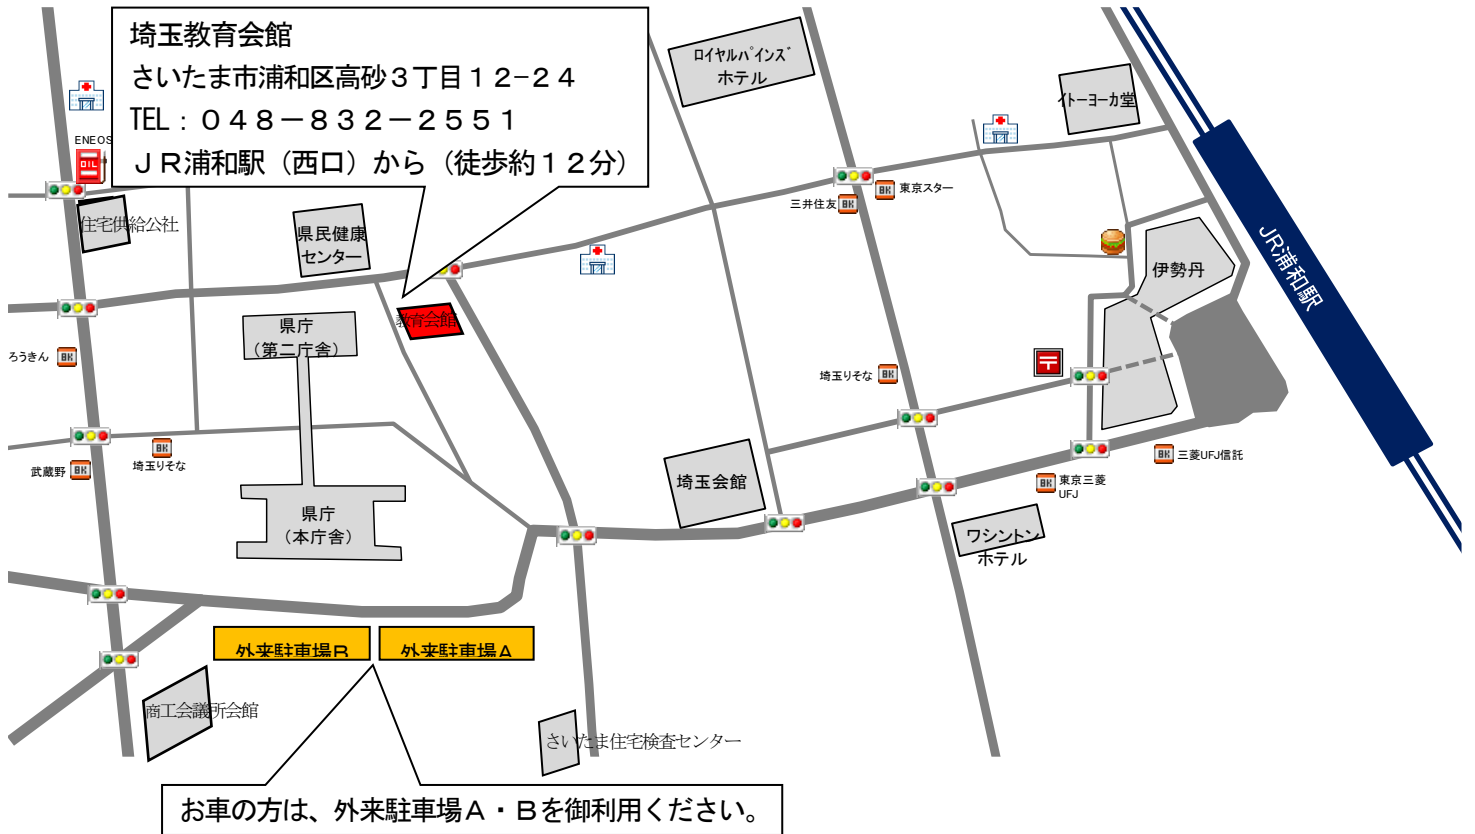 埼玉教育会館
さいたま市浦和区高砂３丁目１２−２４
TEL：０４８－８３２－２５５１
ＪＲ浦和駅（西口）から（徒歩約１２分）
ロイヤルパインズ
ホテル
イトーヨーカ堂
ENEOS
OIL
住宅供給公社
県民健康
センター
三井住友
BK
BK
東京スター
伊勢丹
JR浦和駅
教育会館
県庁
（第二庁舎）
ろうきん
BK
埼玉りそな
BK
〒
武蔵野
BK
BK
埼玉りそな
埼玉会館
県庁
（本庁舎）
BK
三菱UFJ信託
BK
東京三菱
UFJ
ワシントン
ホテル
外来駐車場B
外来駐車場A
商工会議所会館
さいたま住宅検査センター
お車の方は、外来駐車場Ａ・Ｂを御利用ください。